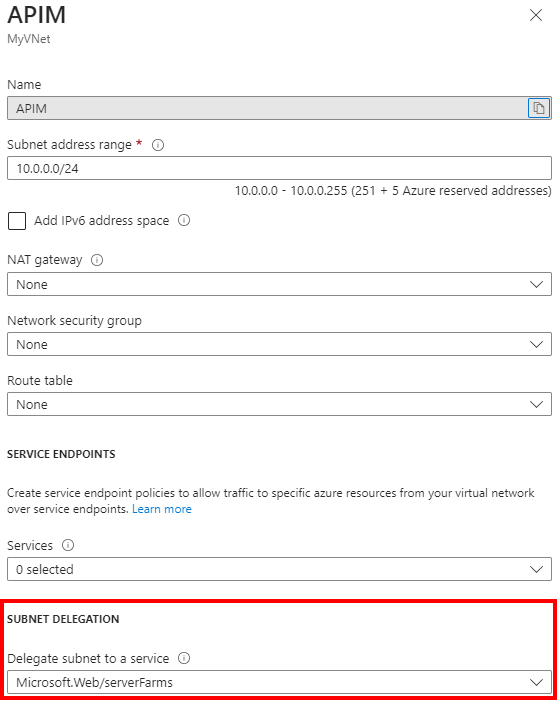 APIM
MyVNet
Name
APIM
Subnet address range *
10.0.0.0/24
10.0.0.0 - 10.0.0.255 (251 + 5 Azure reserved addresses)
Add IPv6 address space
NAT gateway
None
Network security group
None
Route table
None
SERVICE ENDPOINTS
Create service endpoint policies to allow traffic to specific azure resources from your virtual network
over service endpoints. Learn more
Services
0 selected
SUBNET DELEGATION
Delegate subnet to a service
Microsoft.Web/serverFarms